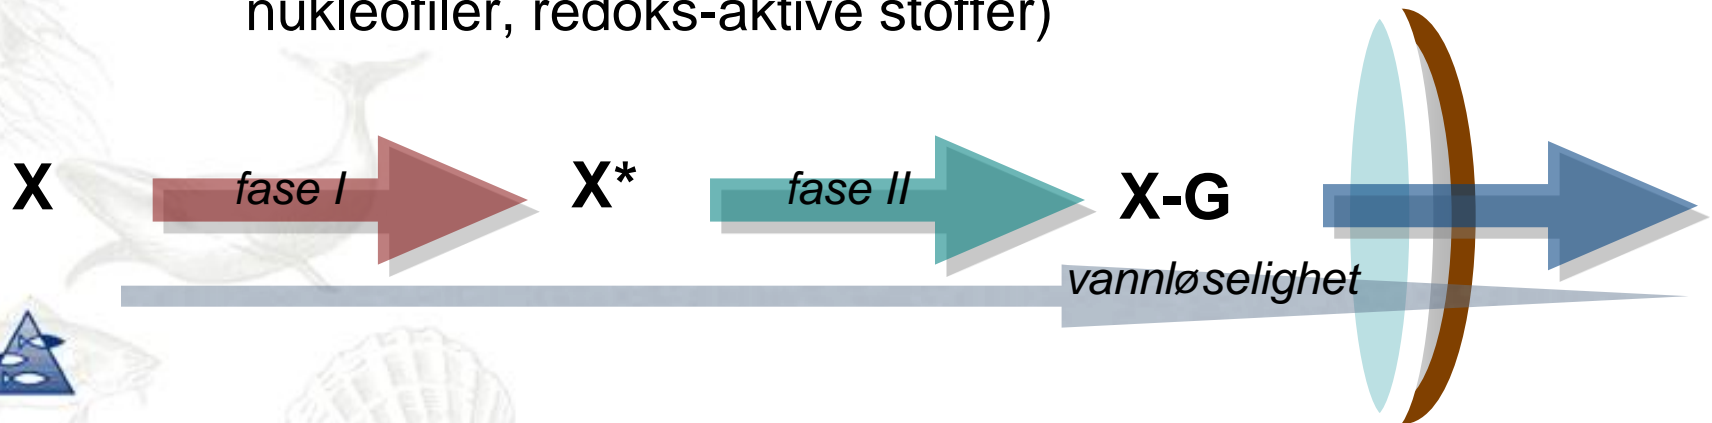 nukleofiler, redoks-aktive stoffer)
X fase I X* fase II X-G
vannløselighet